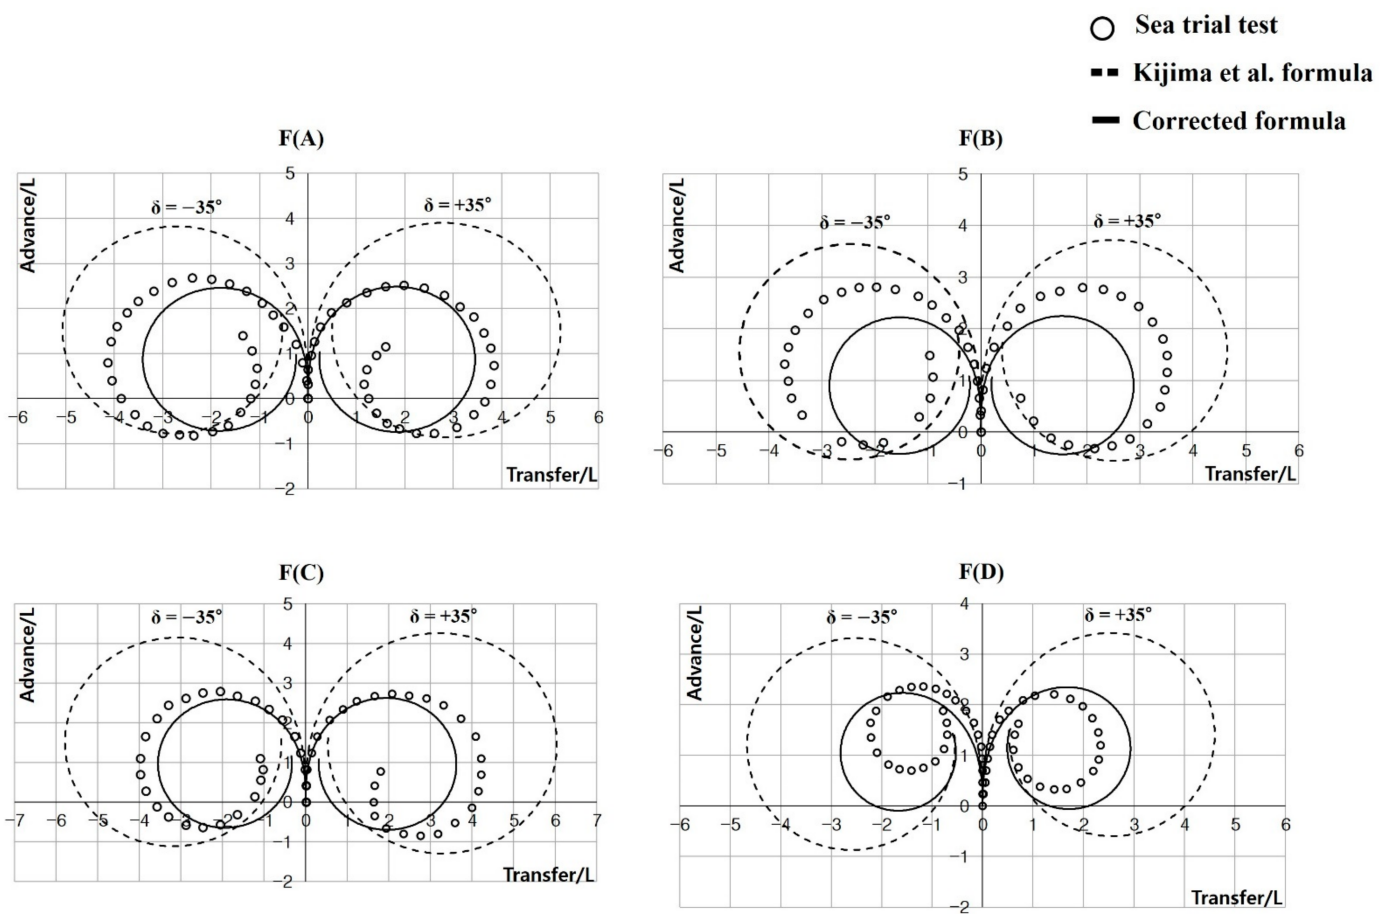 Sea trial test
Kijima et al. formula
Corrected formula
F(A)
Advance/L
δ = −35°
δ = +35°
5
4
3
2
1
0
−1
−2
−6 −5 −4 −3 −2 −1 0 1 2 3 4 5 6
Transfer/L
F(B)
Advance/L
δ = −35°
δ = +35°
5
4
3
2
1
0
−1
−6 −5 −4 −3 −2 −1 0 1 2 3 4 5 6
Transfer/L
F(C)
Advance/L
δ = −35°
δ = +35°
5
4
3
2
1
0
−1
−2
−7 −6 −5 −4 −3 −2 −1 0 1 2 3 4 5 6 7
Transfer/L
F(D)
Advance/L
δ = −35°
δ = +35°
4
3
2
1
0
−1
−2
−6 −5 −4 −3 −2 −1 0 1 2 3 4 5 6
Transfer/L